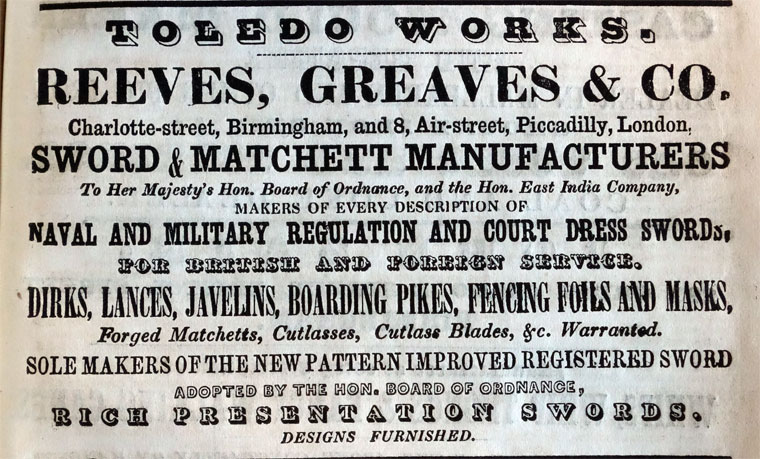 TOLEDO WORKS.
REEVES, GREAVES & CO.
Charlotte-street, Birmingham, and 8, Air-street, Piccadilly, London,
SWORD & MATCHETT MANUFACTURERS
To Her Majesty's Hon. Board of Ordnance, and the Hon. East India Company,
MAKERS OF EVERY DESCRIPTION OF
NAVAL AND MILITARY REGULATION AND COURT DRESS SWORDS,
FOR BRITISH AND FOREIGN SERVICE.
DIRKS, LANCES, JAVELINS, BOARDING PIKES, FENCING FOILS AND MASKS,
Forged Matchetts, Cutlasses, Cutlass Blades, &c. Warranted.
SOLE MAKERS OF THE NEW PATTERN IMPROVED REGISTERED SWORD
ADOPTED BY THE HON. BOARD OF ORDNANCE,
RICH PRESENTATION SWORDS.
DESIGNS FURNISHED.